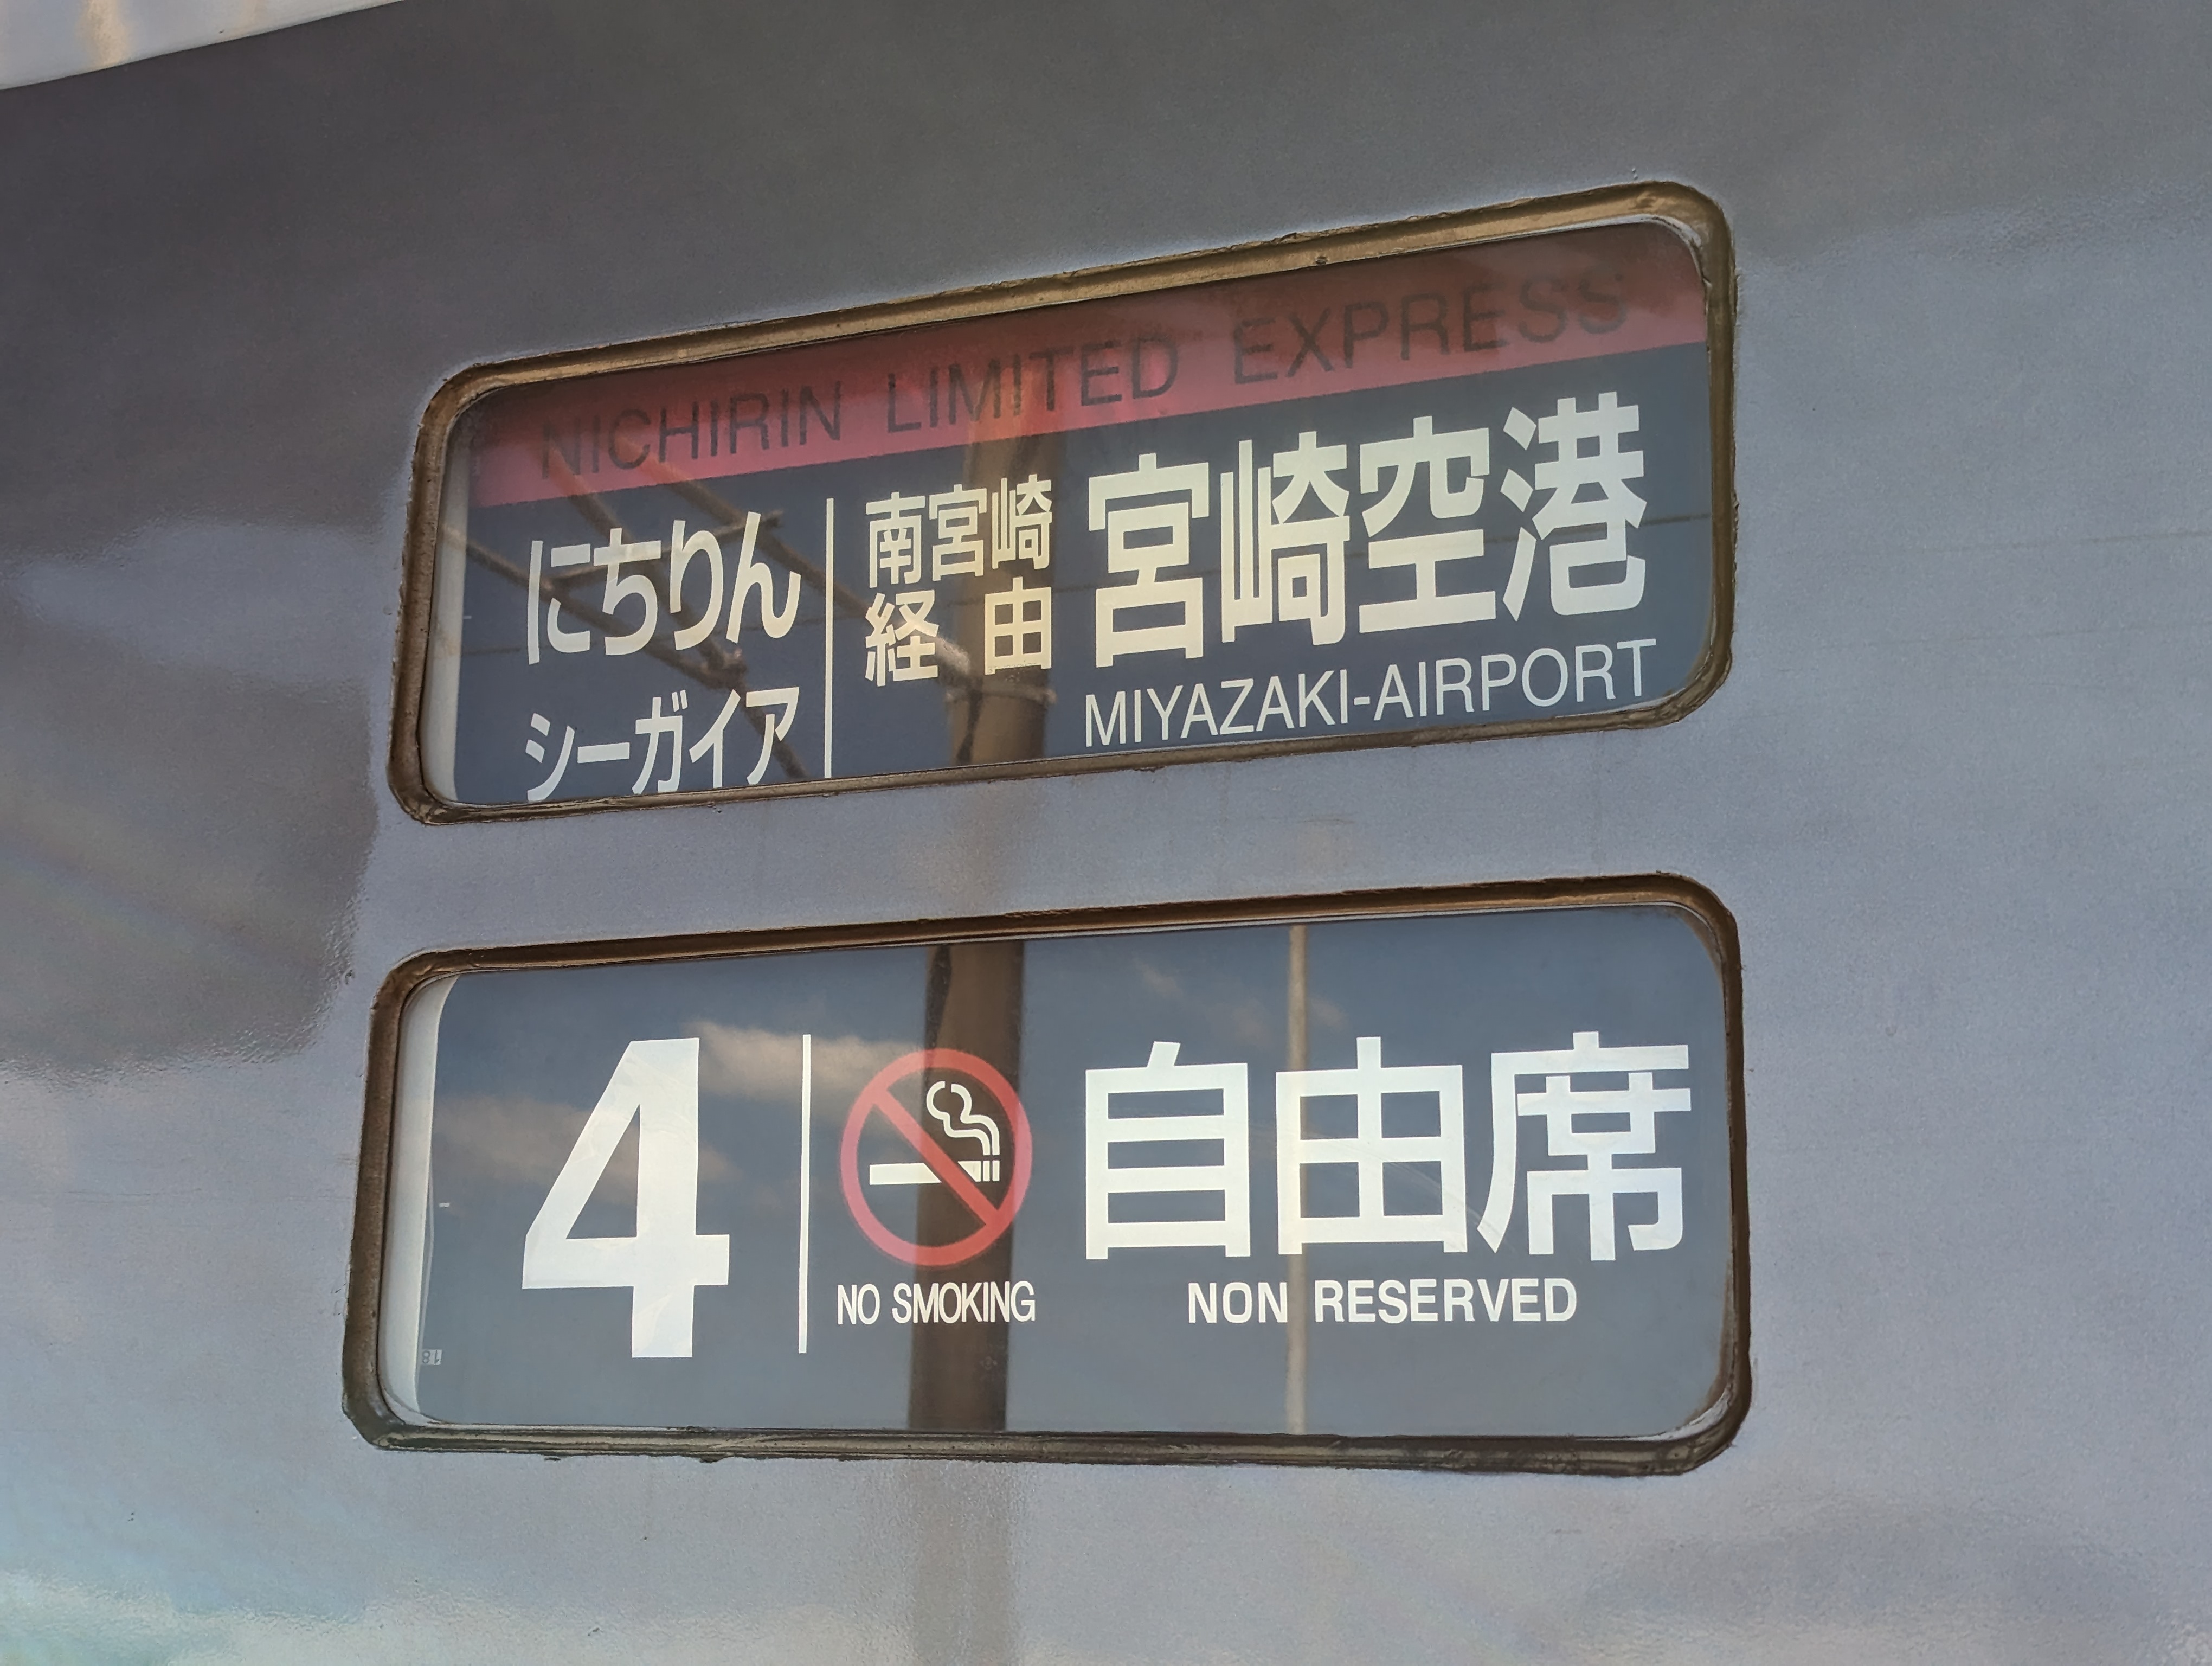 NICHIRIN LIMITED EXPRESS
にちりん
シーガイア
南宮崎
経由
宮崎空港
MIYAZAKI-AIRPORT
4
NO SMOKING
自由席
NON RESERVED